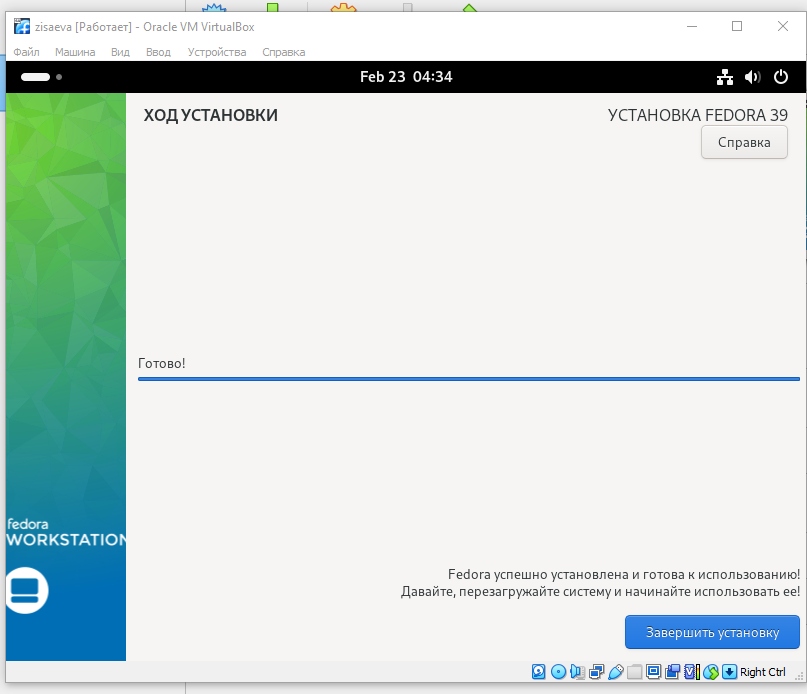 zisaeva [Работает] - Oracle VM VirtualBox
Файл Машина Вид Ввод Устройства Справка
Feb 23 04:34
ХОД УСТАНОВКИ
УСТАНОВКА FEDORA 39
Справка
Готово!
fedora
WORKSTATION
Fedora успешно установлена и готова к использованию!
Давайте, перезагружайте систему и начинайте использовать ее!
Завершить установку
Right Ctrl